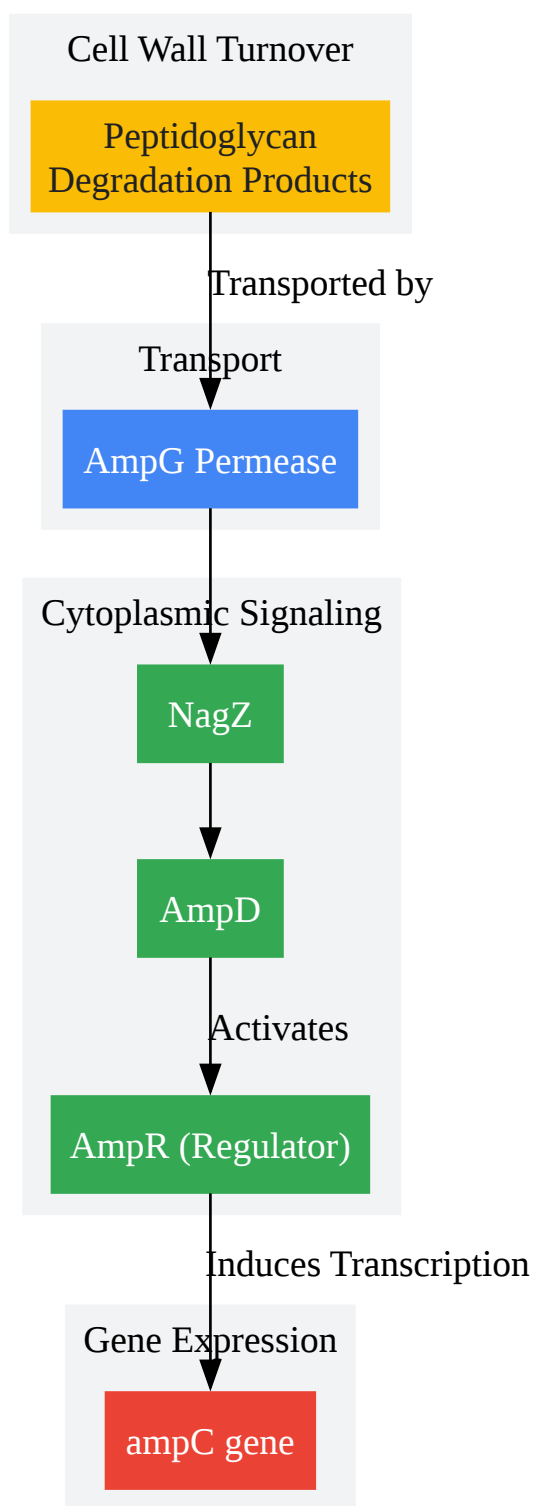 Cell Wall Turnover
Peptidoglycan
Degradation Products
Transported by
Transport
AmpG Permease
Cytoplasmic Signaling
NagZ
AmpD
Activates
AmpR (Regulator)
Induces Transcription
Gene Expression
ampC gene